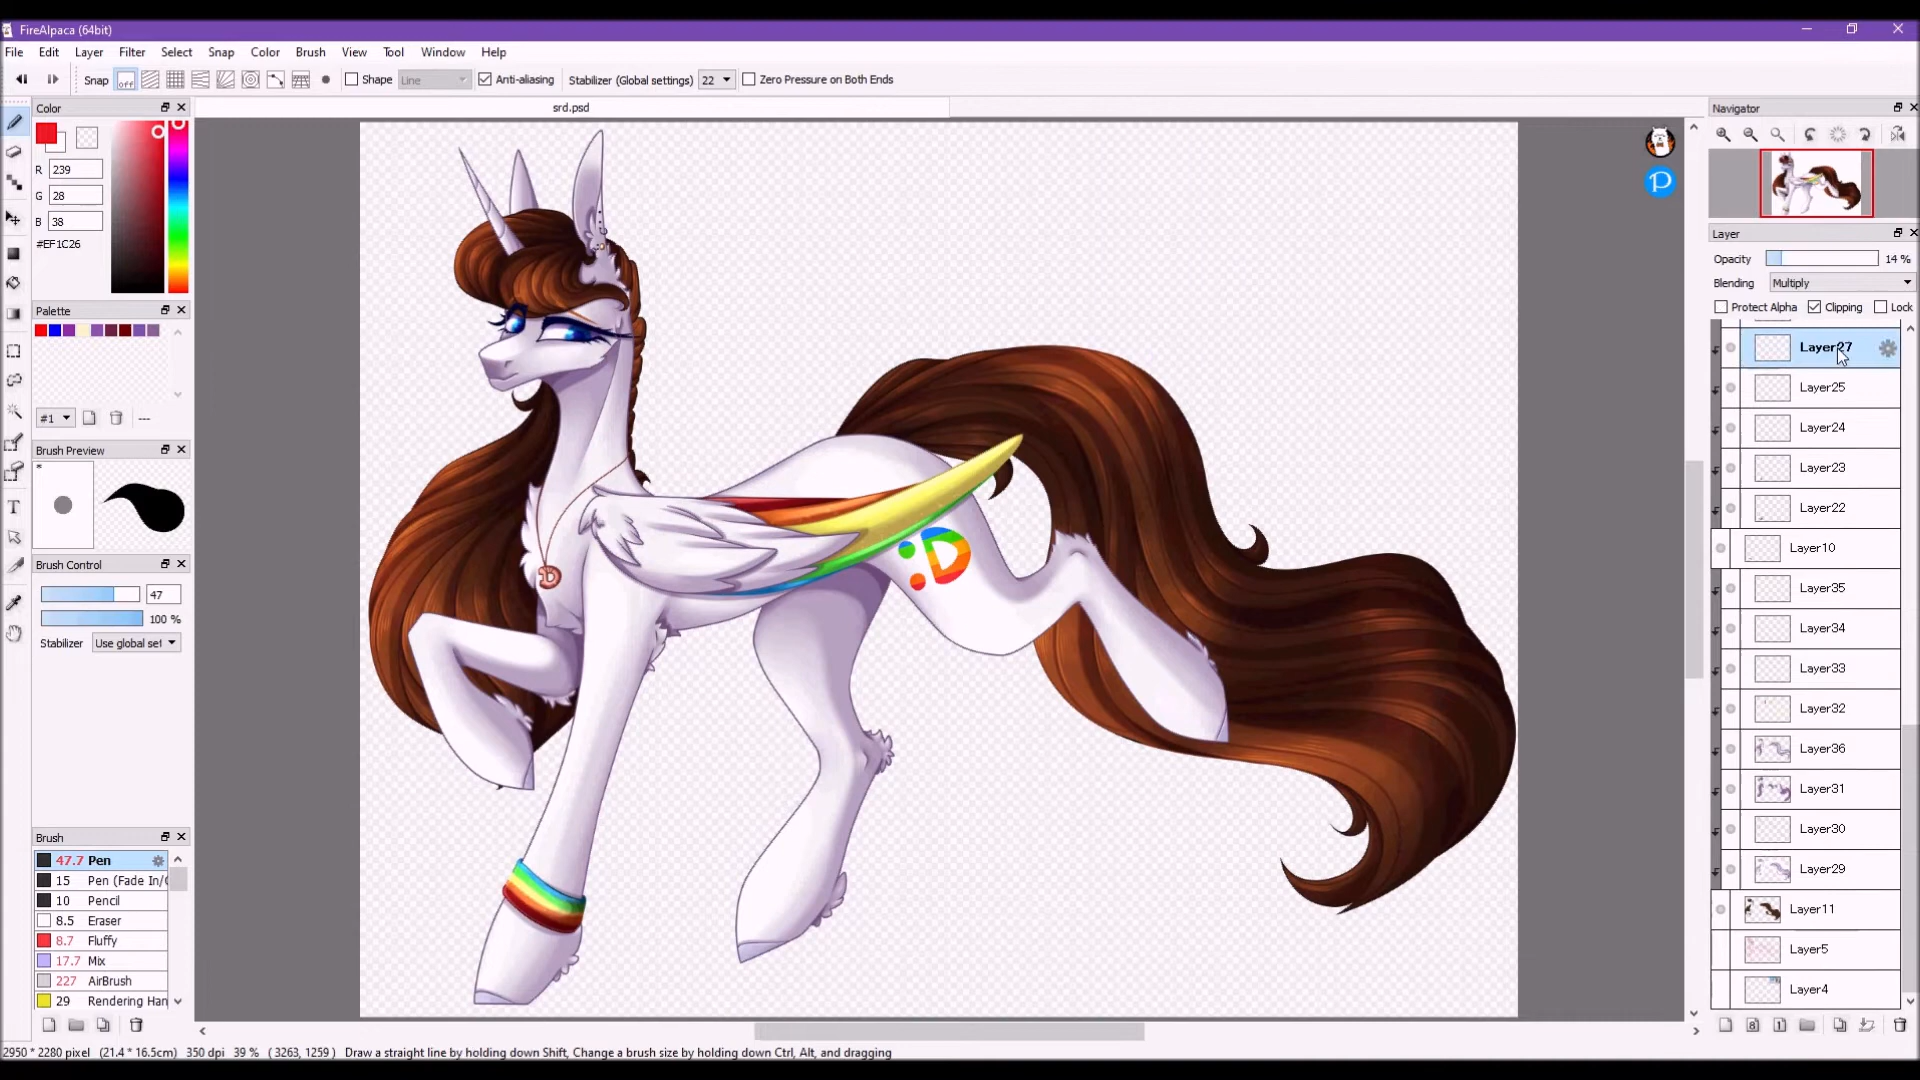 FireAlpaca (64bit)
File Edit Layer Filter Select Snap Color Brush View Tool Window Help
Snap off Shape Line Anti-aliasing Stabilizer (Global settings) 22 Zero Pressure on Both Ends
srd.psd
Color
R 239
G 28
B 38
#EF1C26
Palette
#1 ---
Brush Preview
*
Brush Control
47
100 %
Stabilizer Use global set
Brush
47.7 Pen
15 Pen (Fade In/
10 Pencil
8.5 Eraser
8.7 Fluffy
17.7 Mix
227 AirBrush
29 Rendering Han
:D
D
P
Navigator
Layer
Opacity 14 %
Blending Multiply
Protect Alpha Clipping Lock
Layer27
Layer25
Layer24
Layer23
Layer22
Layer10
Layer35
Layer34
Layer33
Layer32
Layer36
Layer31
Layer30
Layer29
Layer11
Layer5
Layer4
8 1
2950 * 2280 pixel (21.4 * 16.5cm) 350 dpi 39 % ( 3263, 1259 ) Draw a straight line by holding down Shift, Change a brush size by holding down Ctrl, Alt, and dragging